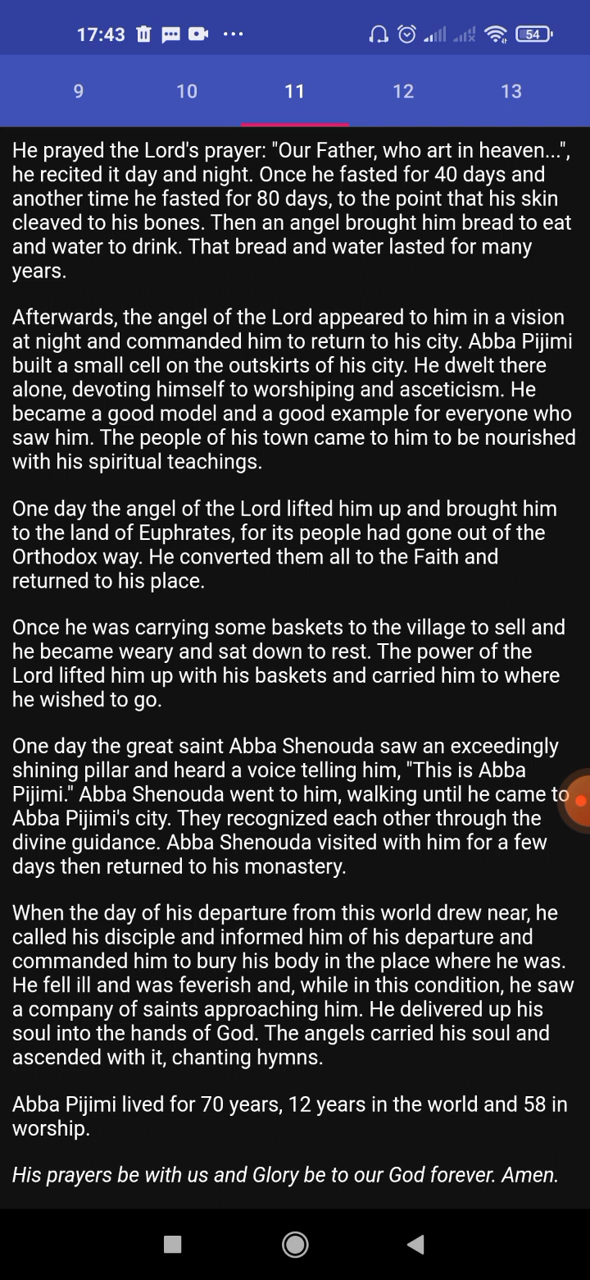 17:43 54
9 10 11 12 13
He prayed the Lord's prayer: "Our Father, who art in heaven...",
he recited it day and night. Once he fasted for 40 days and
another time he fasted for 80 days, to the point that his skin
cleaved to his bones. Then an angel brought him bread to eat
and water to drink. That bread and water lasted for many
years.
Afterwards, the angel of the Lord appeared to him in a vision
at night and commanded him to return to his city. Abba Pijimi
built a small cell on the outskirts of his city. He dwelt there
alone, devoting himself to worshiping and asceticism. He
became a good model and a good example for everyone who
saw him. The people of his town came to him to be nourished
with his spiritual teachings.
One day the angel of the Lord lifted him up and brought him
to the land of Euphrates, for its people had gone out of the
Orthodox way. He converted them all to the Faith and
returned to his place.
Once he was carrying some baskets to the village to sell and
he became weary and sat down to rest. The power of the
Lord lifted him up with his baskets and carried him to where
he wished to go.
One day the great saint Abba Shenouda saw an exceedingly
shining pillar and heard a voice telling him, "This is Abba
Pijimi." Abba Shenouda went to him, walking until he came to
Abba Pijimi's city. They recognized each other through the
divine guidance. Abba Shenouda visited with him for a few
days then returned to his monastery.
When the day of his departure from this world drew near, he
called his disciple and informed him of his departure and
commanded him to bury his body in the place where he was.
He fell ill and was feverish and, while in this condition, he saw
a company of saints approaching him. He delivered up his
soul into the hands of God. The angels carried his soul and
ascended with it, chanting hymns.
Abba Pijimi lived for 70 years, 12 years in the world and 58 in
worship.
His prayers be with us and Glory be to our God forever. Amen.